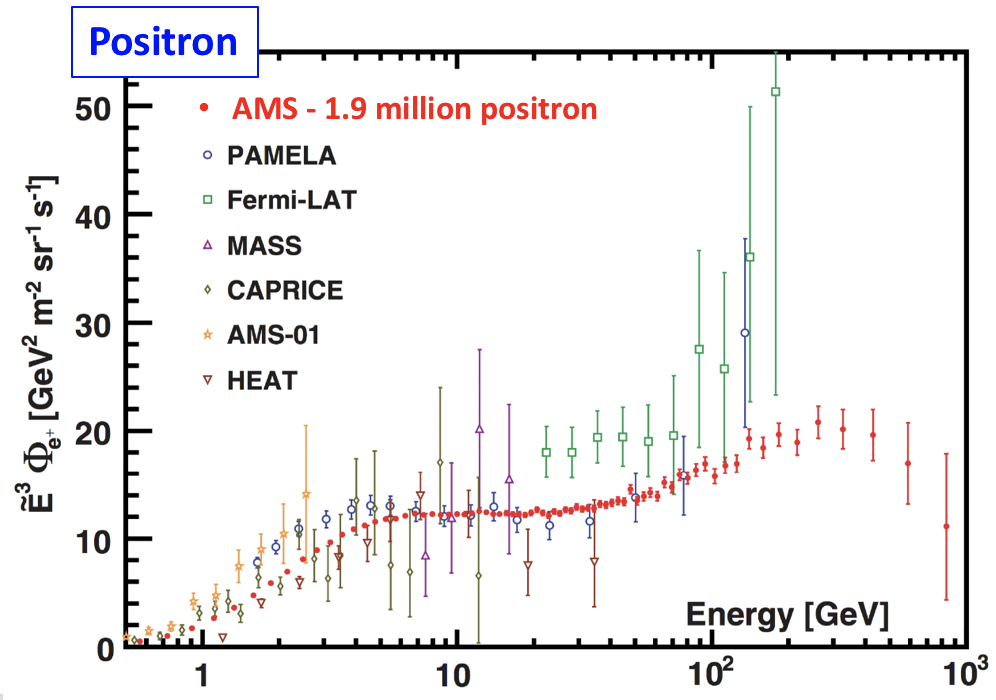 Positron
AMS - 1.9 million positron
PAMELA
Fermi-LAT
MASS
CAPRICE
AMS-01
HEAT
Ẽ³ Φₑ⁺ [GeV² m⁻² sr⁻¹ s⁻¹]
50
40
30
20
10
0
Energy [GeV]
1
10
10²
10³